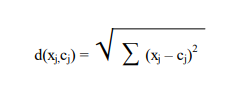 d(xj,cj) = √ ∑ (xj – cj)²